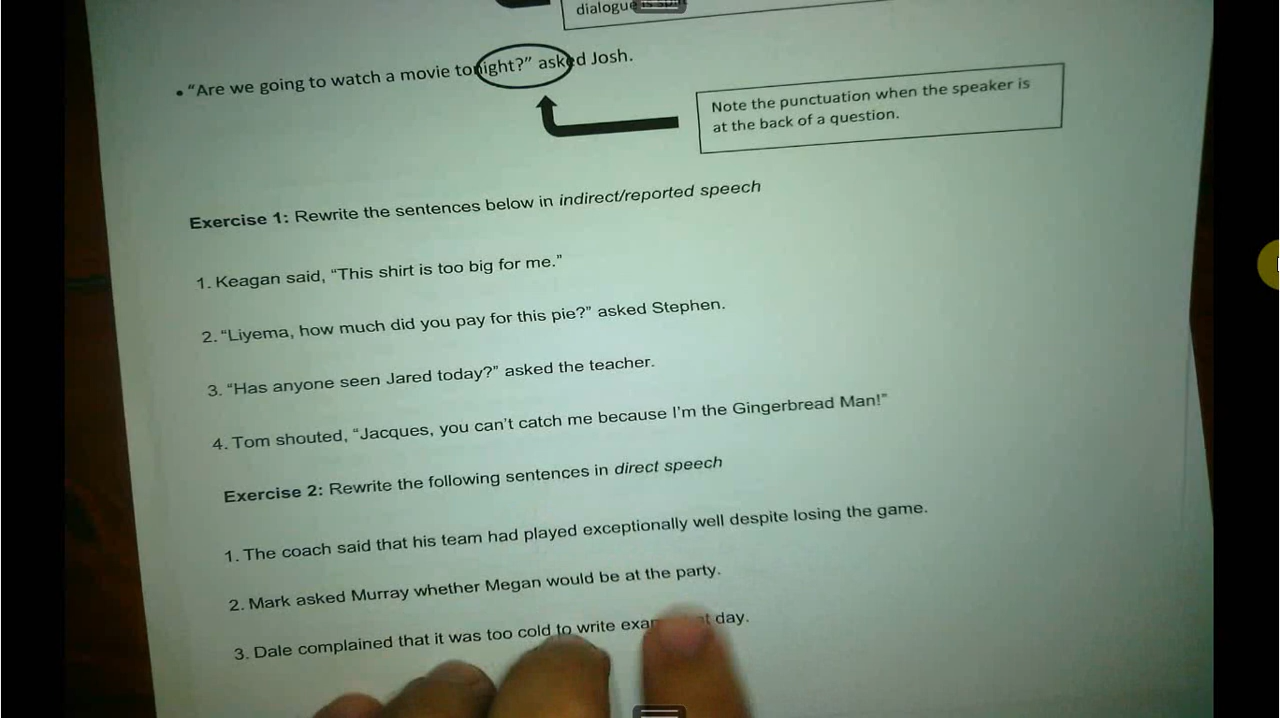 dialogue is split
• “Are we going to watch a movie tonight?” asked Josh.
Note the punctuation when the speaker is
at the back of a question.
Exercise 1: Rewrite the sentences below in indirect/reported speech
1. Keagan said, “This shirt is too big for me.”
2. “Liyema, how much did you pay for this pie?” asked Stephen.
3. “Has anyone seen Jared today?” asked the teacher.
4. Tom shouted, “Jacques, you can’t catch me because I’m the Gingerbread Man!”
Exercise 2: Rewrite the following sentences in direct speech
1. The coach said that his team had played exceptionally well despite losing the game.
2. Mark asked Murray whether Megan would be at the party.
3. Dale complained that it was too cold to write day.